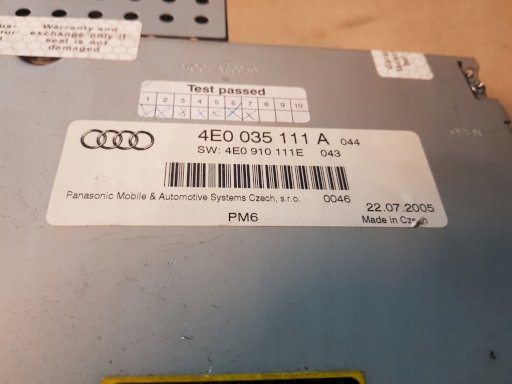 Warranty and
exchange only if
seal is not
damaged
Test passed
1 2 3 4 5 6 7 8 9 10
4E0 035 111 A 044
SW: 4E0 910 111E 043
Panasonic Mobile & Automotive Systems Czech, s.r.o. 0046
22.07.2005
PM6
Made in Czech